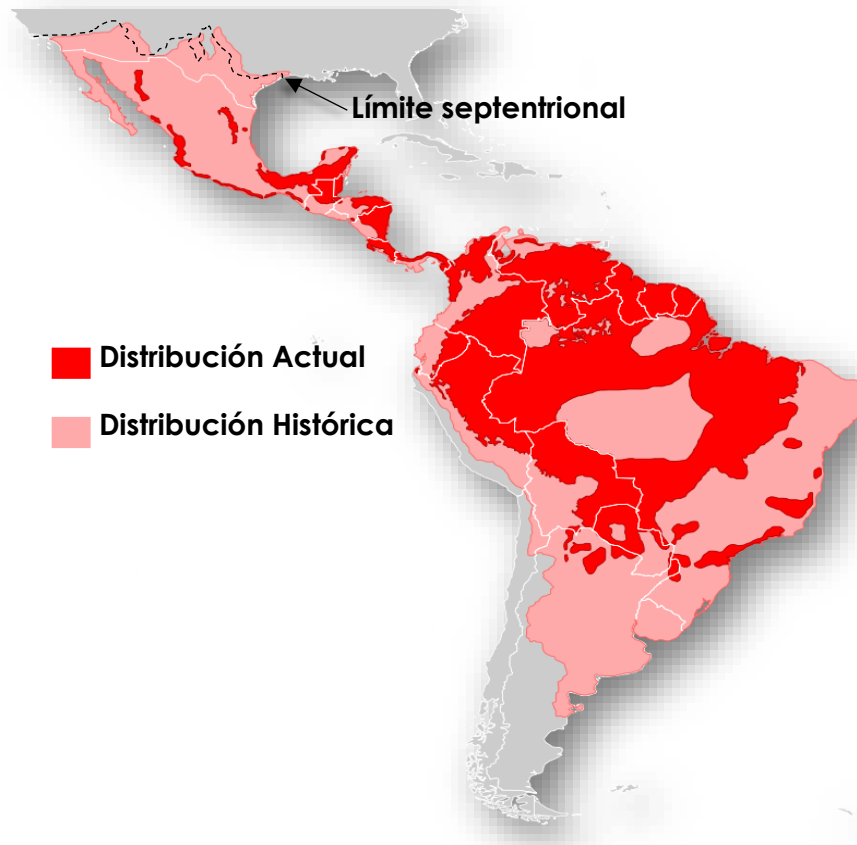 Límite septentrional
Distribución Actual
Distribución Histórica